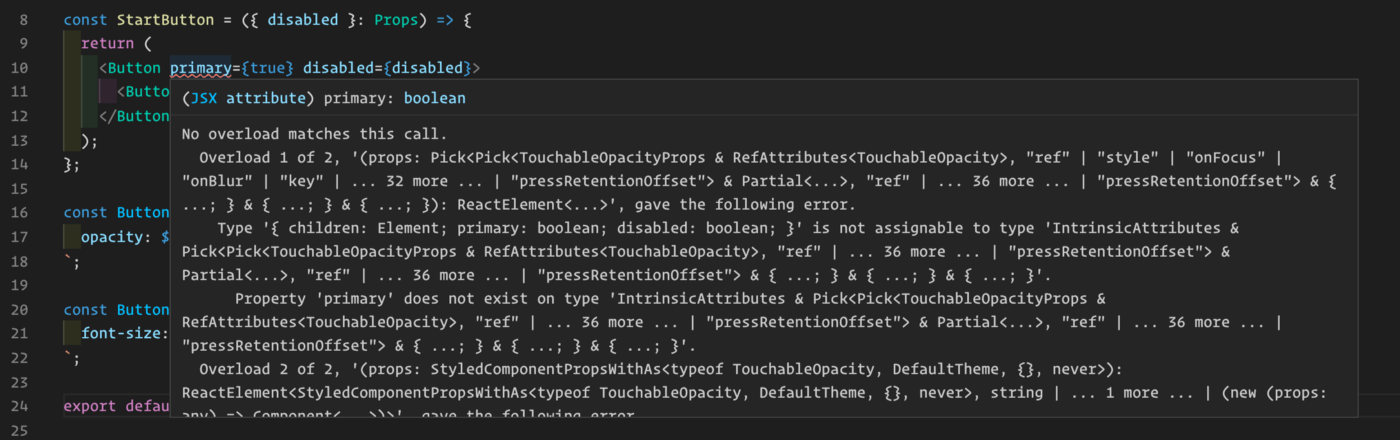 8 const StartButton = ({ disabled }: Props) => {
9 return (
10 <Button primary={true} disabled={disabled}>
11 <Butto
(JSX attribute) primary: boolean
12 </Button
No overload matches this call.
13 );
Overload 1 of 2, '(props: Pick<Pick<TouchableOpacityProps & RefAttributes<TouchableOpacity>, "ref" | "style" | "onFocus" |
14 };
"onBlur" | "key" | ... 32 more ... | "pressRetentionOffset"> & Partial<...>, "ref" | ... 36 more ... | "pressRetentionOffset"> & {
15
...; } & { ...; } & { ...; }): ReactElement<...>', gave the following error.
16 const Button
Type '{ children: Element; primary: boolean; disabled: boolean; }' is not assignable to type 'IntrinsicAttributes &
17 opacity: $
Pick<Pick<TouchableOpacityProps & RefAttributes<TouchableOpacity>, "ref" | ... 36 more ... | "pressRetentionOffset"> &
18 `;
Partial<...>, "ref" | ... 36 more ... | "pressRetentionOffset"> & { ...; } & { ...; } & { ...; }'.
19
Property 'primary' does not exist on type 'IntrinsicAttributes & Pick<Pick<TouchableOpacityProps &
20 const Button
RefAttributes<TouchableOpacity>, "ref" | ... 36 more ... | "pressRetentionOffset"> & Partial<...>, "ref" | ... 36 more ... |
21 font-size:
"pressRetentionOffset"> & { ...; } & { ...; } & { ...; }'.
22 `;
Overload 2 of 2, '(props: StyledComponentPropsWithAs<typeof TouchableOpacity, DefaultTheme, {}, never>):
23
ReactElement<StyledComponentPropsWithAs<typeof TouchableOpacity, DefaultTheme, {}, never>, string | ... 1 more ... | (new (props:
24 export defau
any) => Component<...>)>', gave the following error.
25